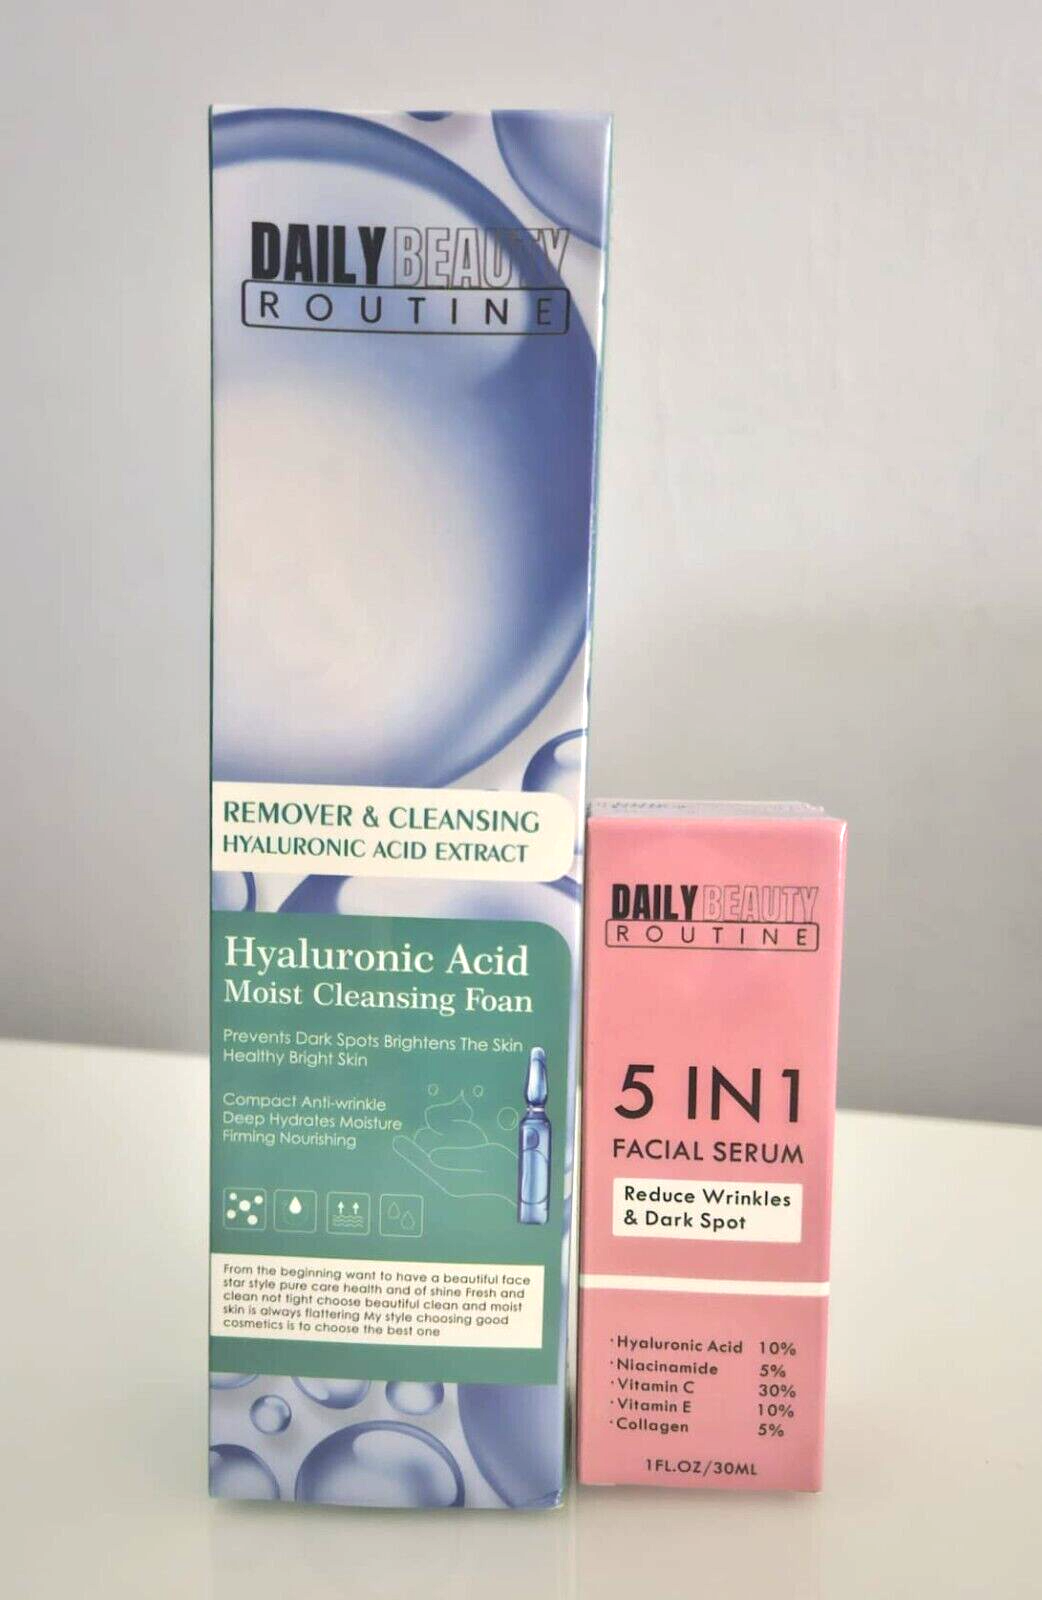 DAILY BEAUTY
ROUTINE
REMOVER & CLEANSING
HYALURONIC ACID EXTRACT
Hyaluronic Acid
Moist Cleansing Foan
Prevents Dark Spots Brightens The Skin
Healthy Bright Skin
Compact Anti-wrinkle
Deep Hydrates Moisture
Firming Nourishing
From the beginning want to have a beautiful face
star style pure care health and of shine Fresh and
clean not tight choose beautiful clean and moist
skin is always flattering My style choosing good
cosmetics is to choose the best one
DAILY BEAUTY
ROUTINE
5 IN 1
FACIAL SERUM
Reduce Wrinkles
& Dark Spot
·Hyaluronic Acid 10%
·Niacinamide 5%
·Vitamin C 30%
·Vitamin E 10%
·Collagen 5%
1FL.OZ/30ML